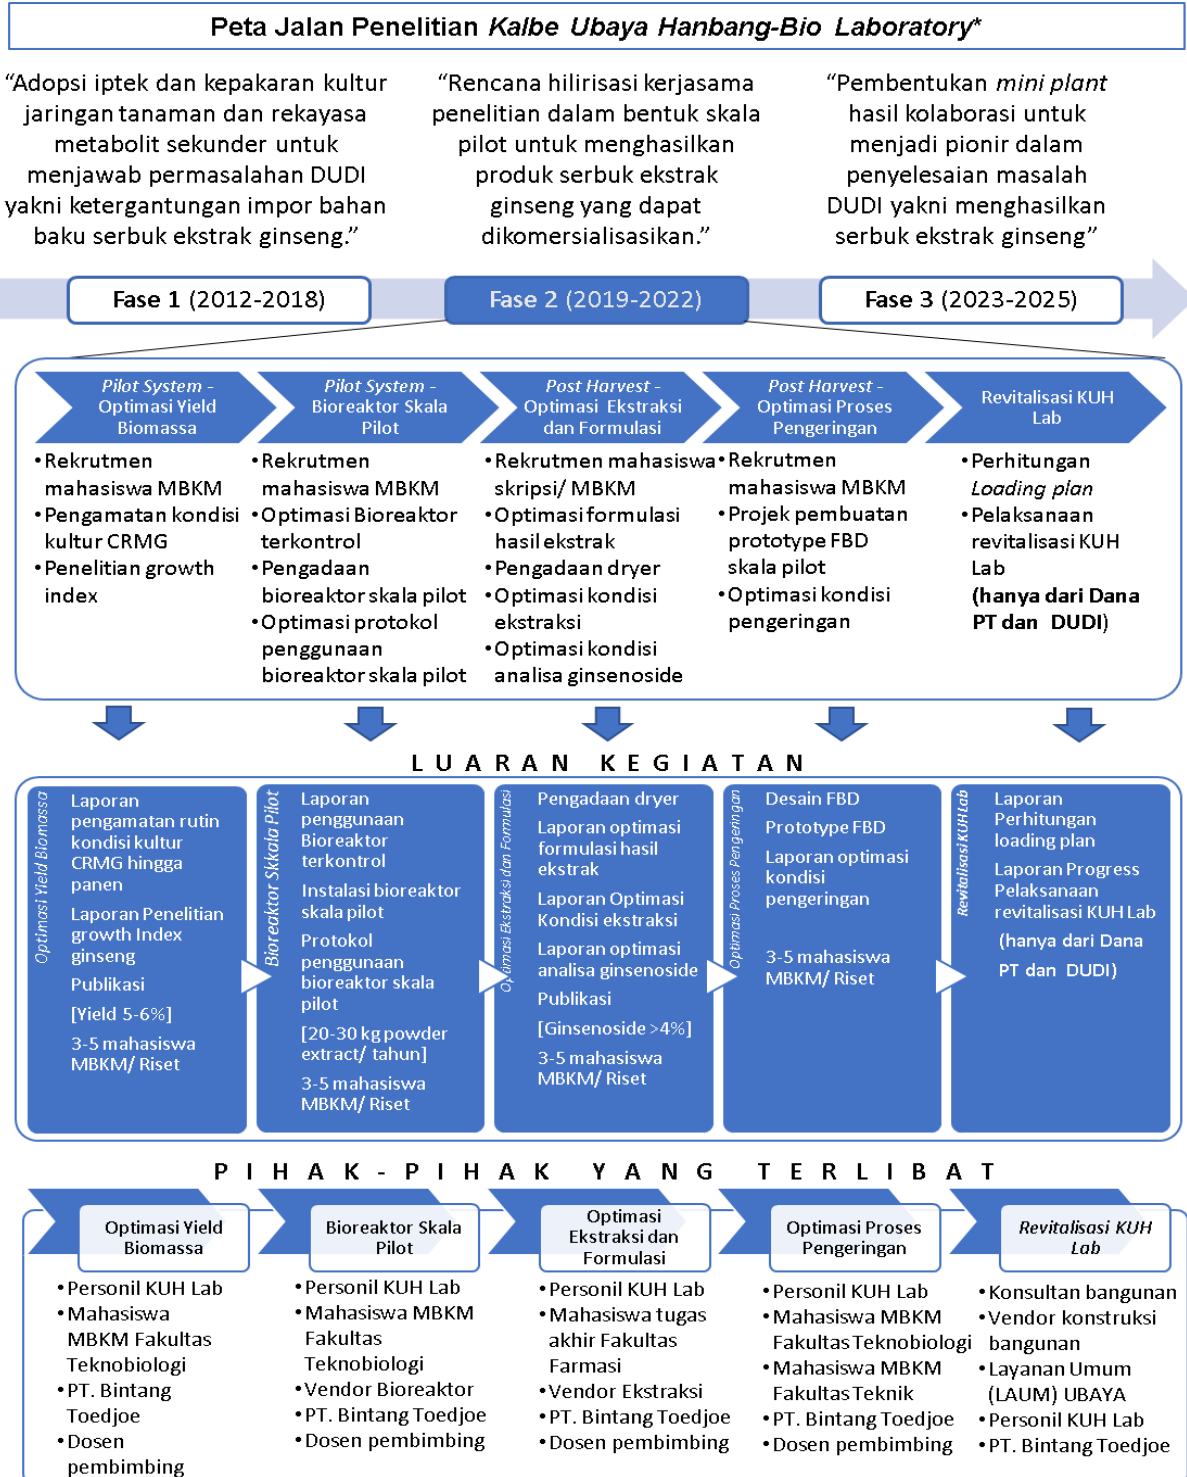 Peta Jalan Penelitian Kalbe Ubaya Hanbang-Bio Laboratory*
“Adopsi iptek dan kepakaran kultur
jaringan tanaman dan rekayasa
metabolit sekunder untuk
menjawab permasalahan DUDI
yakni ketergantungan impor bahan
baku serbuk ekstrak ginseng.”
“Rencana hilirisasi kerjasama
penelitian dalam bentuk skala
pilot untuk menghasilkan
produk serbuk ekstrak
ginseng yang dapat
dikomersialisasikan.”
“Pembentukan mini plant
hasil kolaborasi untuk
menjadi pionir dalam
penyelesaian masalah
DUDI yakni menghasilkan
serbuk ekstrak ginseng”
Fase 1 (2012-2018)
Fase 2 (2019-2022)
Fase 3 (2023-2025)
Pilot System -
Optimasi Yield
Biomassa
•Rekrutmen
mahasiswa MBKM
•Pengamatan kondisi
kultur CRMG
•Penelitian growth
index
Pilot System -
Bioreaktor Skala
Pilot
•Rekrutmen
mahasiswa MBKM
•Optimasi Bioreaktor
terkontrol
•Pengadaan
bioreaktor skala pilot
•Optimasi protokol
penggunaan
bioreaktor skala pilot
Post Harvest -
Optimasi Ekstraksi
dan Formulasi
•Rekrutmen mahasiswa
skripsi/ MBKM
•Optimasi formulasi
hasil ekstrak
•Pengadaan dryer
•Optimasi kondisi
ekstraksi
•Optimasi kondisi
analisa ginsenoside
Post Harvest -
Optimasi Proses
Pengeringan
•Rekrutmen
mahasiswa MBKM
•Projek pembuatan
prototype FBD
skala pilot
•Optimasi kondisi
pengeringan
Revitalisasi KUH
Lab
•Perhitungan
Loading plan
•Pelaksanaan
revitalisasi KUH
Lab
(hanya dari Dana
PT dan DUDI)
LUARAN KEGIATAN
Optimasi Yield Biomassa
Laporan
pengamatan rutin
kondisi kultur
CRMG hingga
panen
Laporan Penelitian
growth Index
ginseng
Publikasi
[Yield 5-6%]
3-5 mahasiswa
MBKM/ Riset
Bioreaktor Skkala Pilot
Laporan
penggunaan
Bioreaktor
terkontrol
Instalasi bioreaktor
skala pilot
Protokol
penggunaan
bioreaktor skala
pilot
[20-30 kg powder
extract/ tahun]
3-5 mahasiswa
MBKM/ Riset
Optimasi Ekstraksi dan Formulasi
Pengadaan dryer
Laporan optimasi
formulasi hasil
ekstrak
Laporan Optimasi
Kondisi ekstraksi
Laporan optimasi
analisa ginsenoside
Publikasi
[Ginsenoside >4%]
3-5 mahasiswa
MBKM/ Riset
Optimasi Proses Pengeringan
Desain FBD
Prototype FBD
Laporan optimasi
kondisi
pengeringan
3-5 mahasiswa
MBKM/ Riset
Revitalisasi KUH Lab
Laporan
Perhitungan
loading plan
Laporan Progress
Pelaksanaan
revitalisasi KUH Lab
(hanya dari Dana
PT dan DUDI)
PIHAK-PIHAK YANG TERLIBAT
Optimasi Yield
Biomassa
•Personil KUH Lab
•Mahasiswa
MBKM Fakultas
Teknobiologi
•PT. Bintang
Toedjoe
•Dosen
pembimbing
Bioreaktor Skala
Pilot
•Personil KUH Lab
•Mahasiswa MBKM
Fakultas
Teknobiologi
•Vendor Bioreaktor
•PT. Bintang Toedjoe
•Dosen pembimbing
Optimasi
Ekstraksi dan
Formulasi
•Personil KUH Lab
•Mahasiswa tugas
akhir Fakultas
Farmasi
•Vendor Ekstraksi
•PT. Bintang Toedjoe
•Dosen pembimbing
Optimasi Proses
Pengeringan
•Personil KUH Lab
•Mahasiswa MBKM
Fakultas Teknobiologi
•Mahasiswa MBKM
Fakultas Teknik
•PT. Bintang Toedjoe
•Dosen pembimbing
Revitalisasi KUH
Lab
•Konsultan bangunan
•Vendor konstruksi
bangunan
•Layanan Umum
(LAUM) UBAYA
•Personil KUH Lab
•PT. Bintang Toedjoe